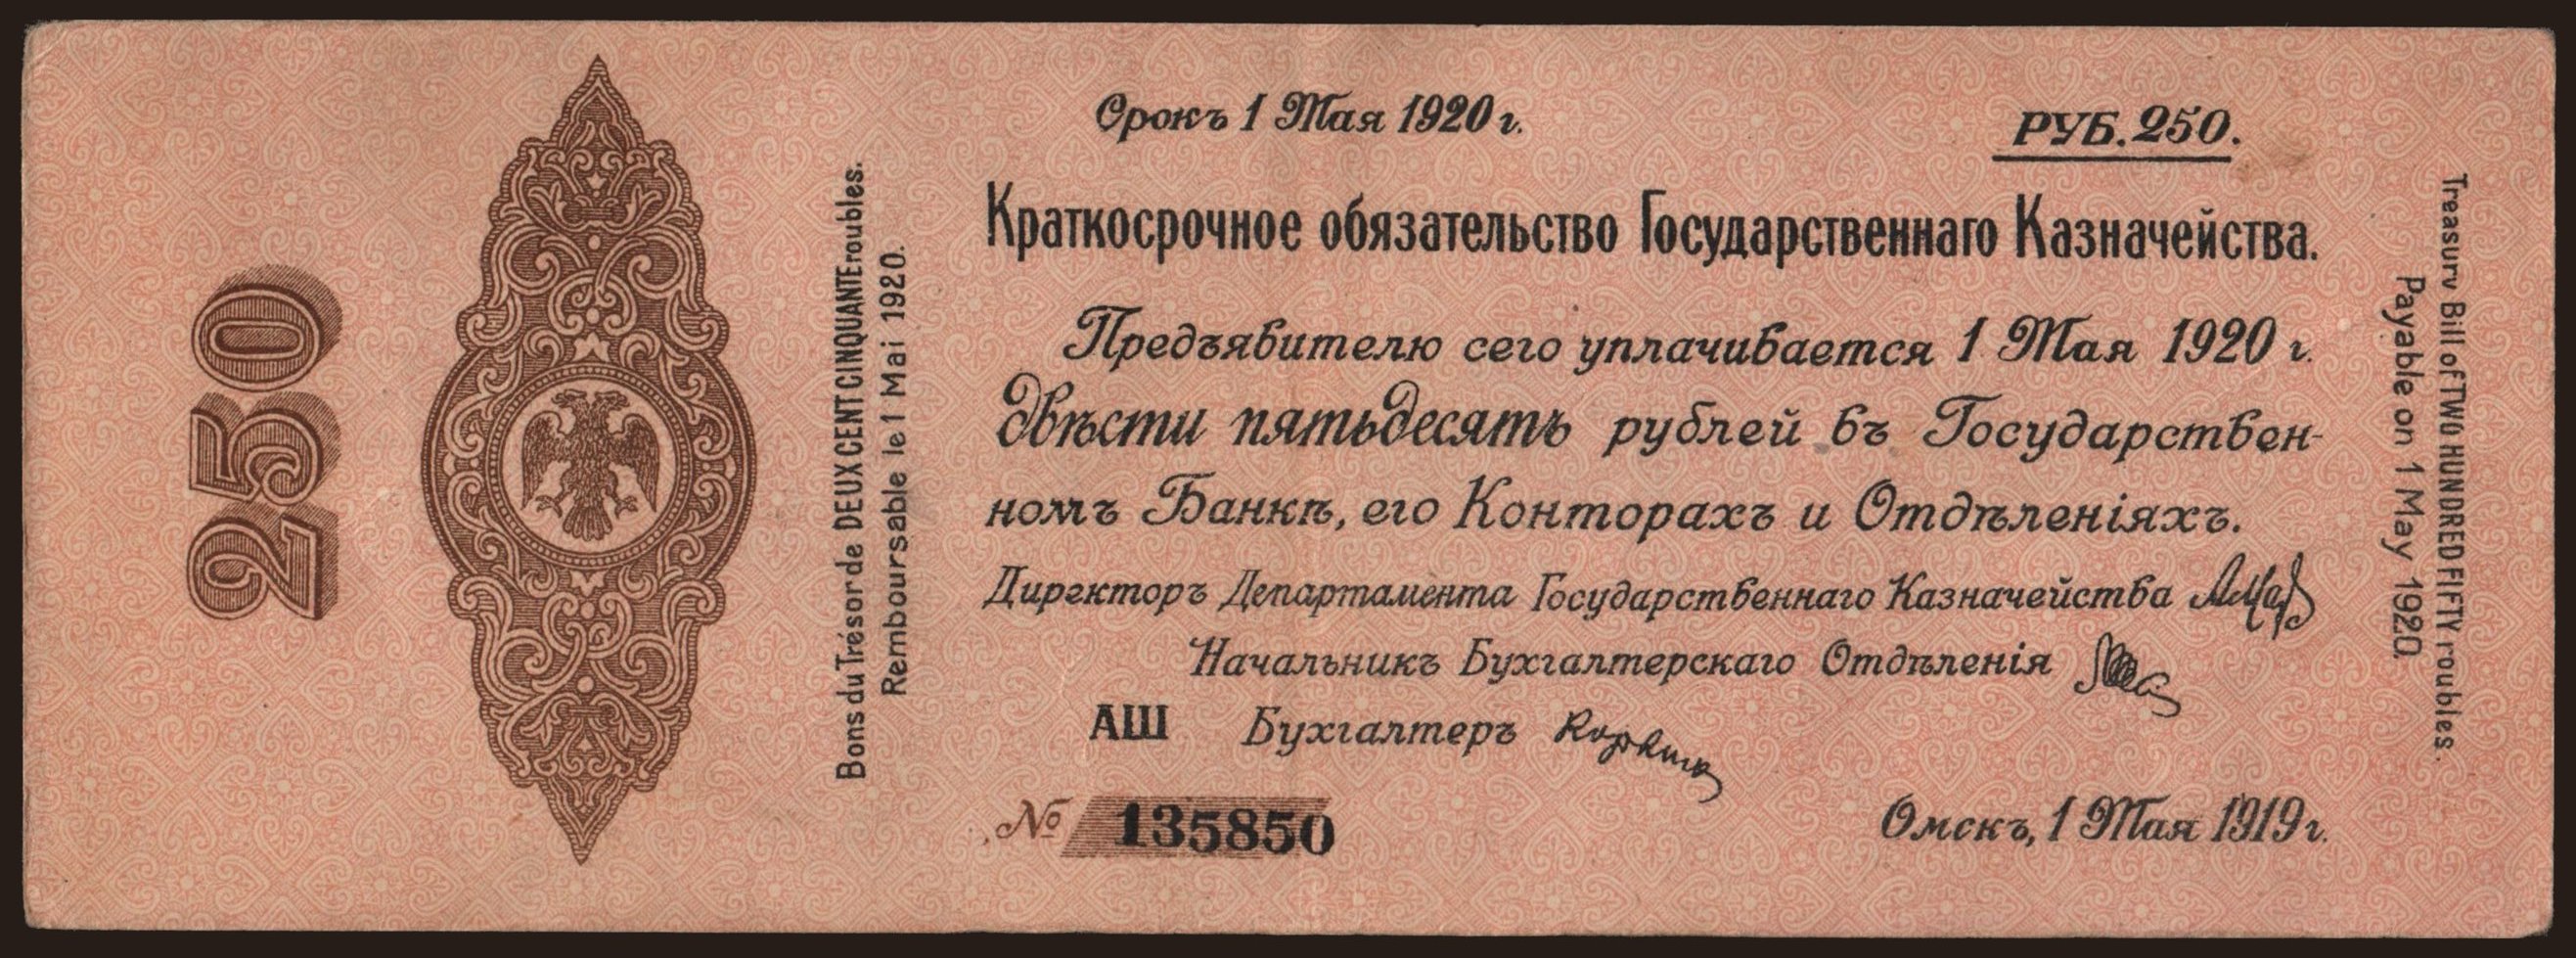 250
Bons du Trésor de DEUX CENT CINQUANTE roubles.
Remboursable le 1 Mai 1920.
Срокъ 1 Мая 1920 г.
РУБ. 250.
Краткосрочное обязательство Государственнаго Казначейства.
Предъявителю сего уплачивается 1 Мая 1920 г.
двѣсти пятьдесятъ рублей въ Государствен-
номъ Банкѣ, его Конторахъ и Отдѣленіяхъ.
Директоръ Департамента Государственнаго Казначейства
Начальникъ Бухгалтерскаго Отдѣленія
АШ Бухгалтеръ
№ 135850
Омскъ, 1 Мая 1919 г.
Treasury Bill of TWO HUNDRED FIFTY roubles.
Payable on 1 May 1920.